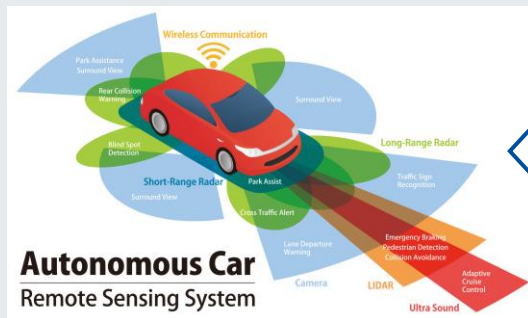 Wireless Communication
Park Assistance
Surround View
Rear Collision
Warning
Surround View
Blind Spot
Detection
Long-Range Radar
Traffic Sign
Recognition
Short-Range Radar
Park Assist
Surround View
Cross Traffic Alert
Lane Departure
Warning
Emergency Braking
Pedestrian Detection
Collision Avoidance
Adaptive
Cruise
Control
Camera
LIDAR
Ultra Sound
Autonomous Car
Remote Sensing System